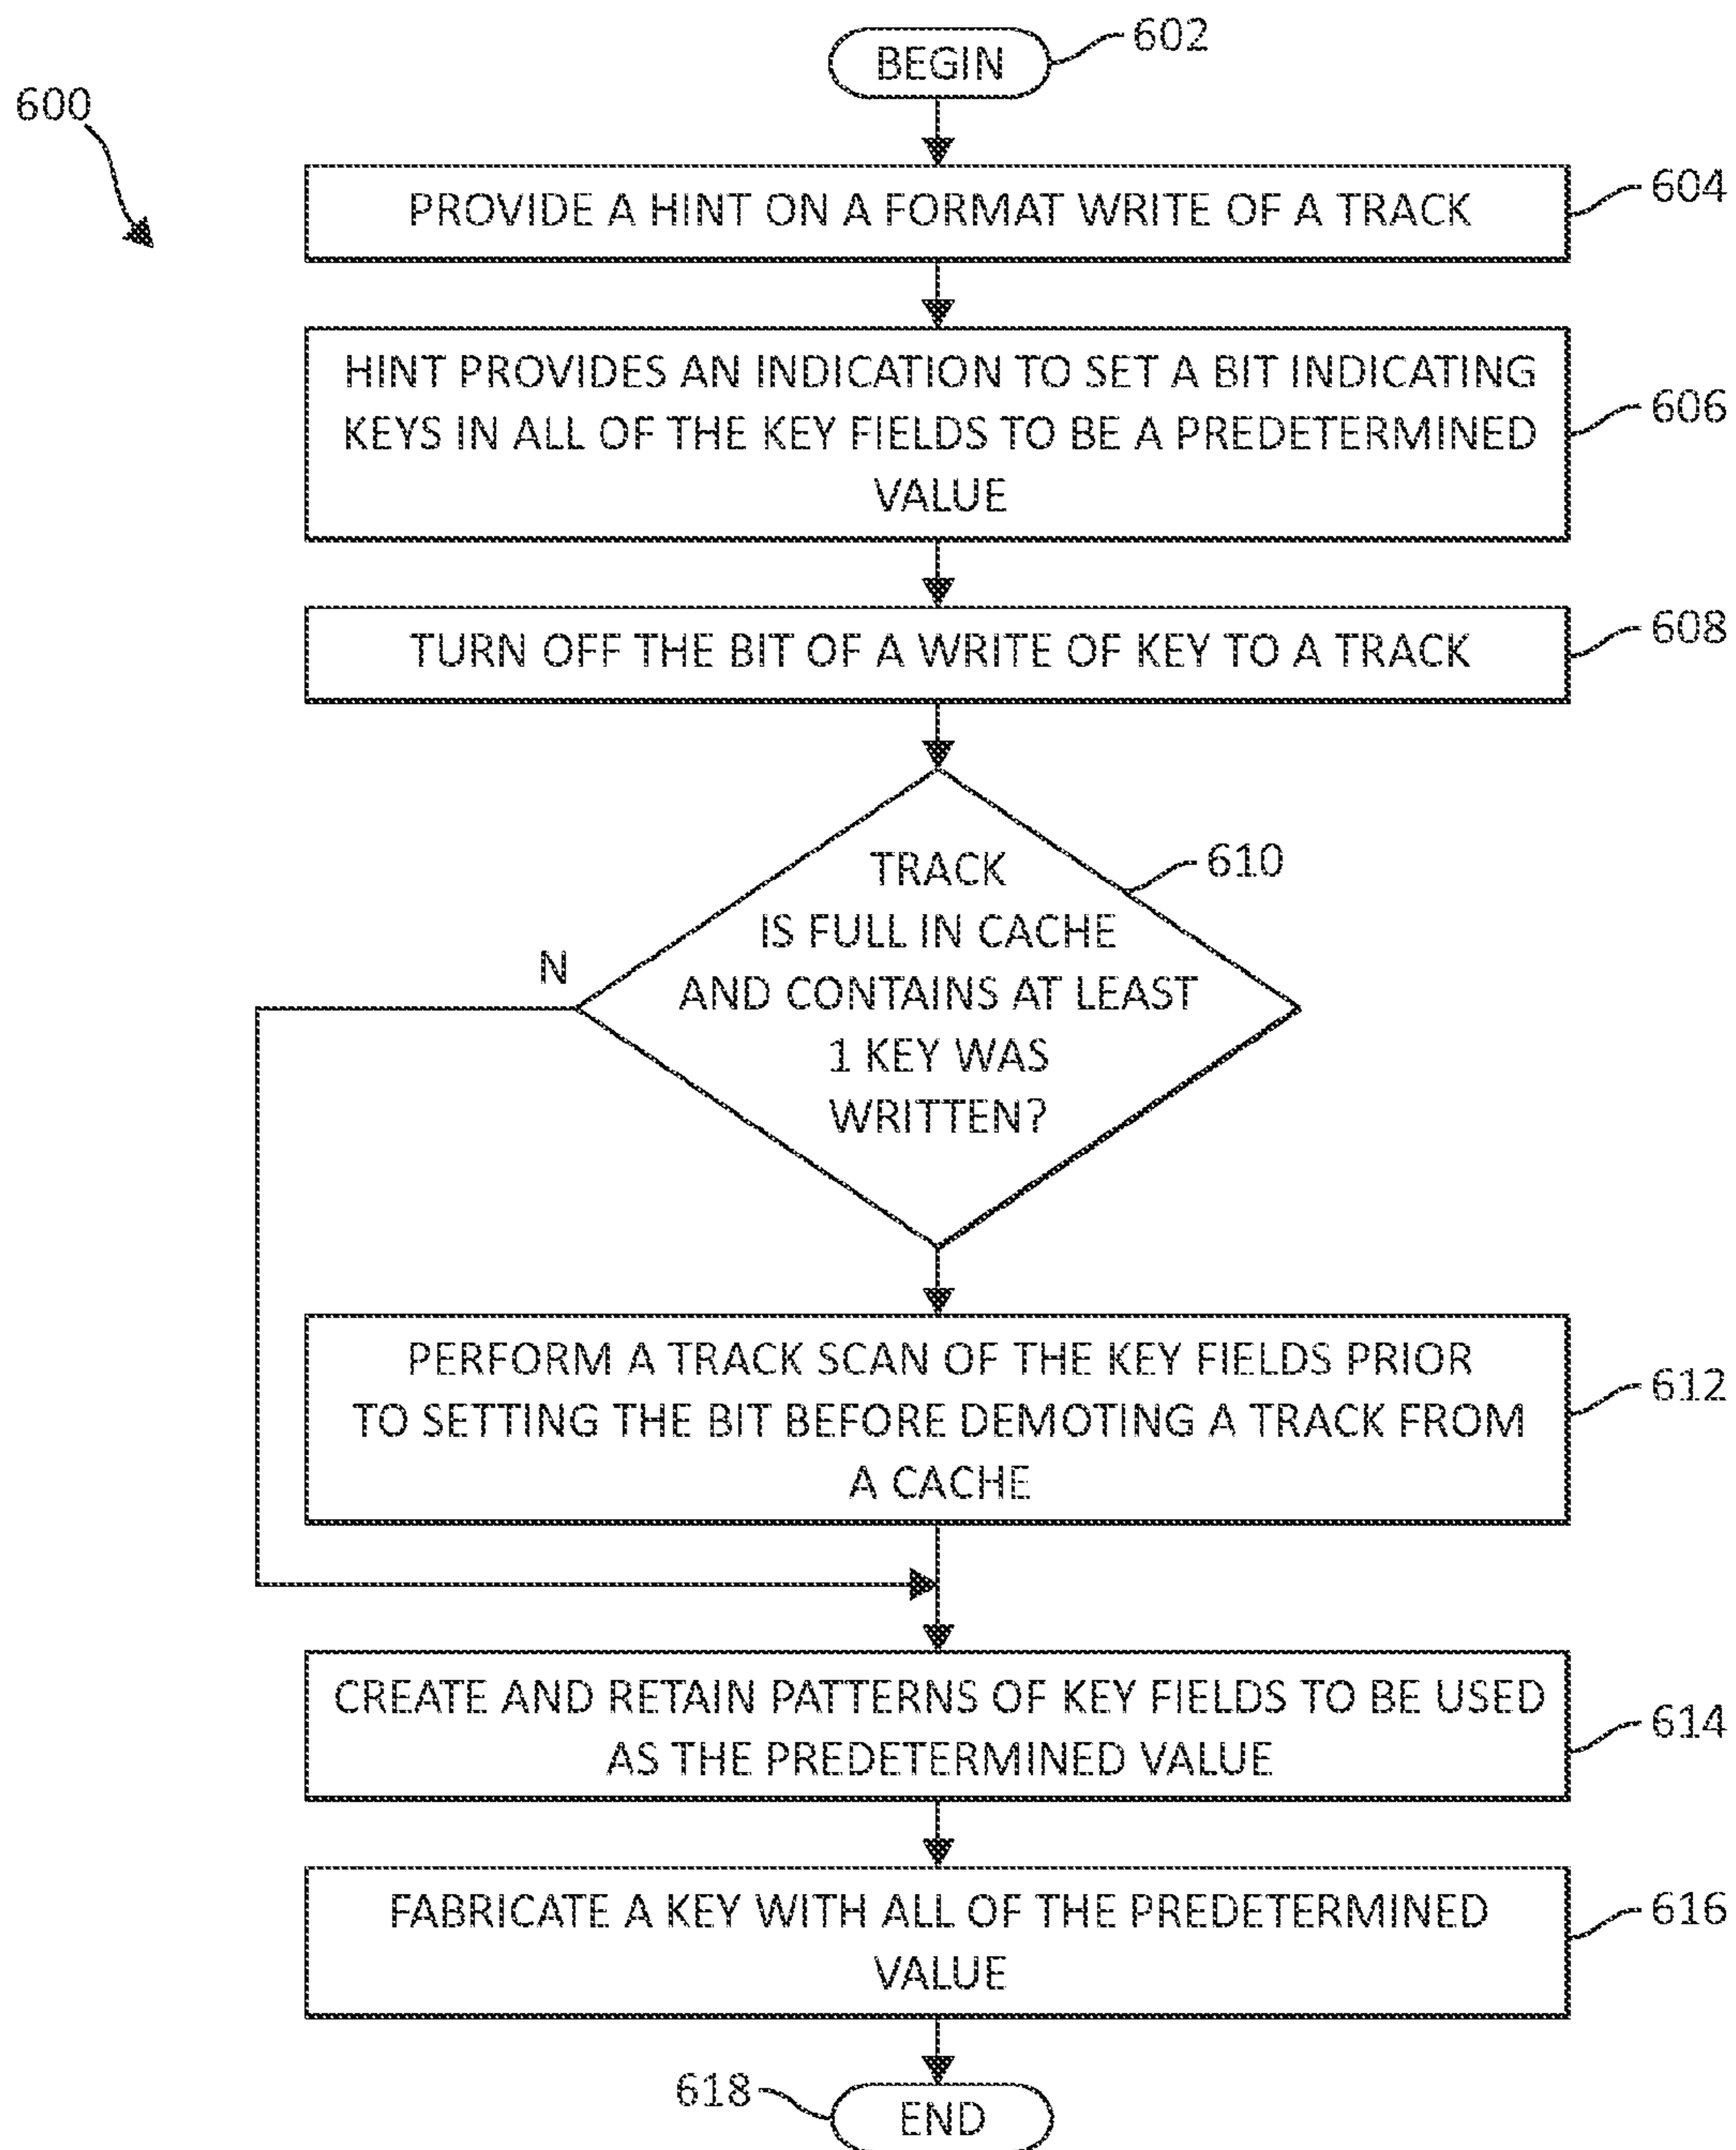 BEGIN
602
600
PROVIDE A HINT ON A FORMAT WRITE OF A TRACK
604
HINT PROVIDES AN INDICATION TO SET A BIT INDICATING
KEYS IN ALL OF THE KEY FIELDS TO BE A PREDETERMINED
VALUE
606
TURN OFF THE BIT OF A WRITE OF KEY TO A TRACK
608
TRACK
IS FULL IN CACHE
AND CONTAINS AT LEAST
1 KEY WAS
WRITTEN?
610
N
PERFORM A TRACK SCAN OF THE KEY FIELDS PRIOR
TO SETTING THE BIT BEFORE DEMOTING A TRACK FROM
A CACHE
612
CREATE AND RETAIN PATTERNS OF KEY FIELDS TO BE USED
AS THE PREDETERMINED VALUE
614
FABRICATE A KEY WITH ALL OF THE PREDETERMINED
VALUE
616
618
END